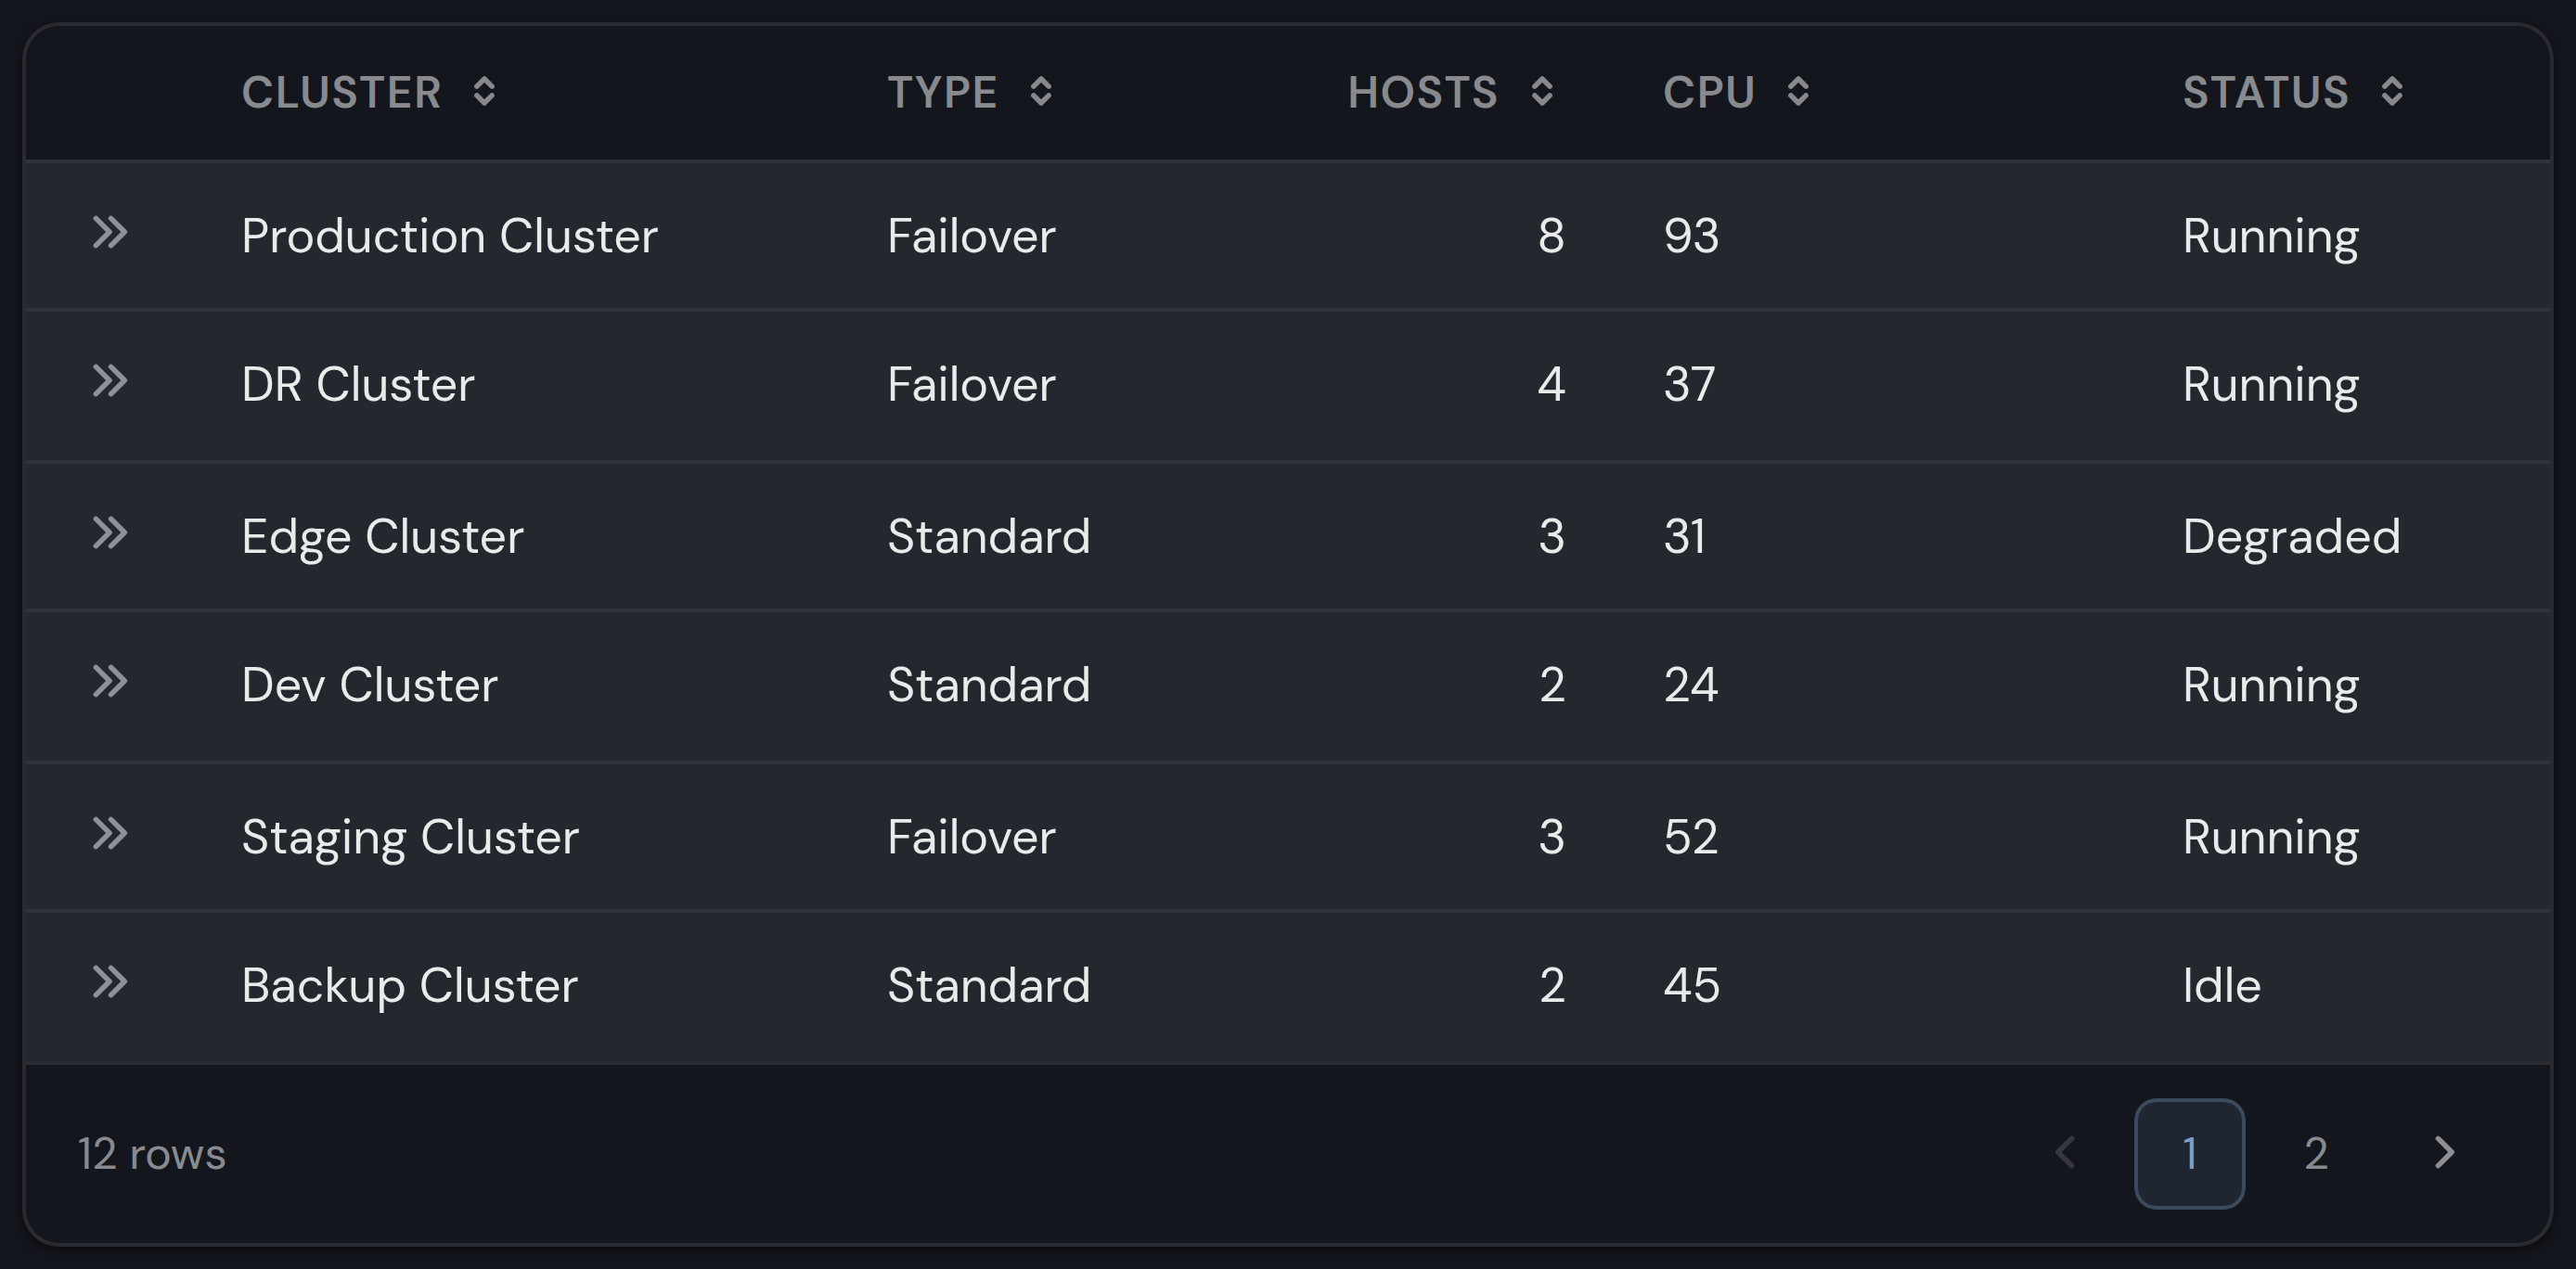 CLUSTER TYPE HOSTS CPU STATUS
Production Cluster Failover 8 93 Running
DR Cluster Failover 4 37 Running
Edge Cluster Standard 3 31 Degraded
Dev Cluster Standard 2 24 Running
Staging Cluster Failover 3 52 Running
Backup Cluster Standard 2 45 Idle
12 rows 1 2